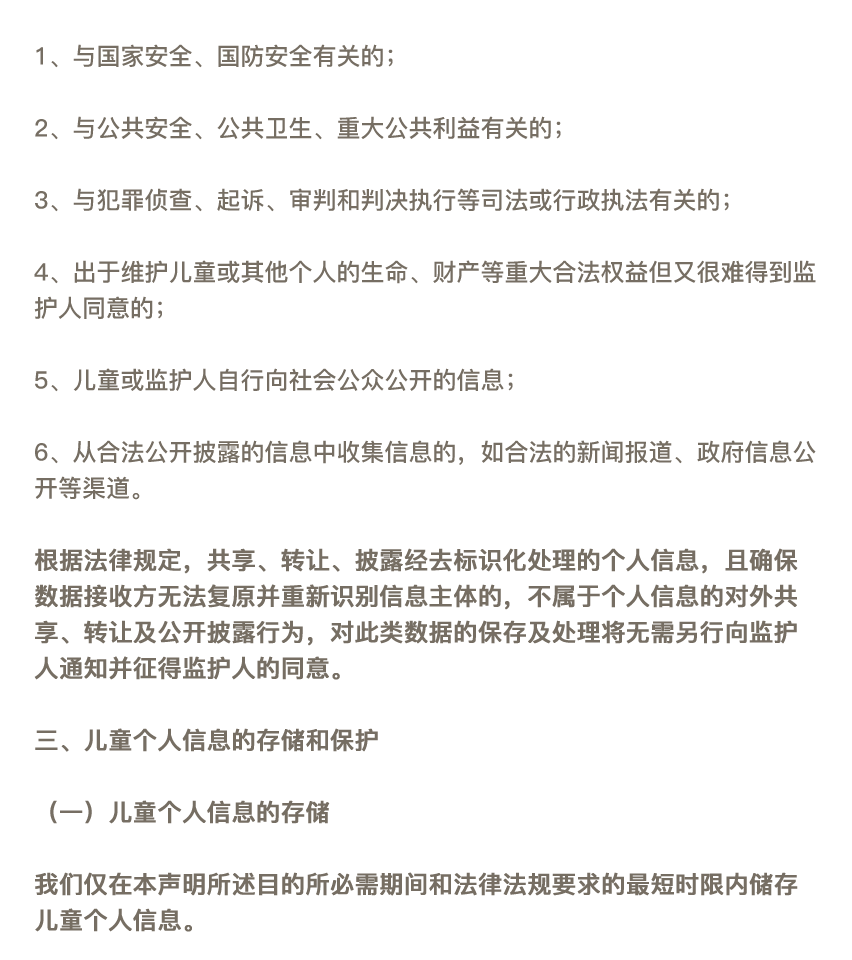 1、与国家安全、国防安全有关的；
2、与公共安全、公共卫生、重大公共利益有关的；
3、与犯罪侦查、起诉、审判和判决执行等司法或行政执法有关的；
4、出于维护儿童或其他个人的生命、财产等重大合法权益但又很难得到监
护人同意的；
5、儿童或监护人自行向社会公众公开的信息；
6、从合法公开披露的信息中收集信息的，如合法的新闻报道、政府信息公
开等渠道。
根据法律规定，共享、转让、披露经去标识化处理的个人信息，且确保
数据接收方无法复原并重新识别信息主体的，不属于个人信息的对外共
享、转让及公开披露行为，对此类数据的保存及处理将无需另行向监护
人通知并征得监护人的同意。
三、儿童个人信息的存储和保护
（一）儿童个人信息的存储
我们仅在本声明所述目的所必需期间和法律法规要求的最短时限内储存
儿童个人信息。